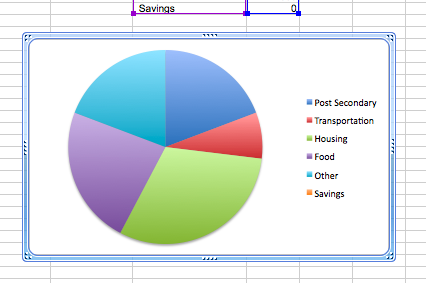 Savings 0
Post Secondary
Transportation
Housing
Food
Other
Savings